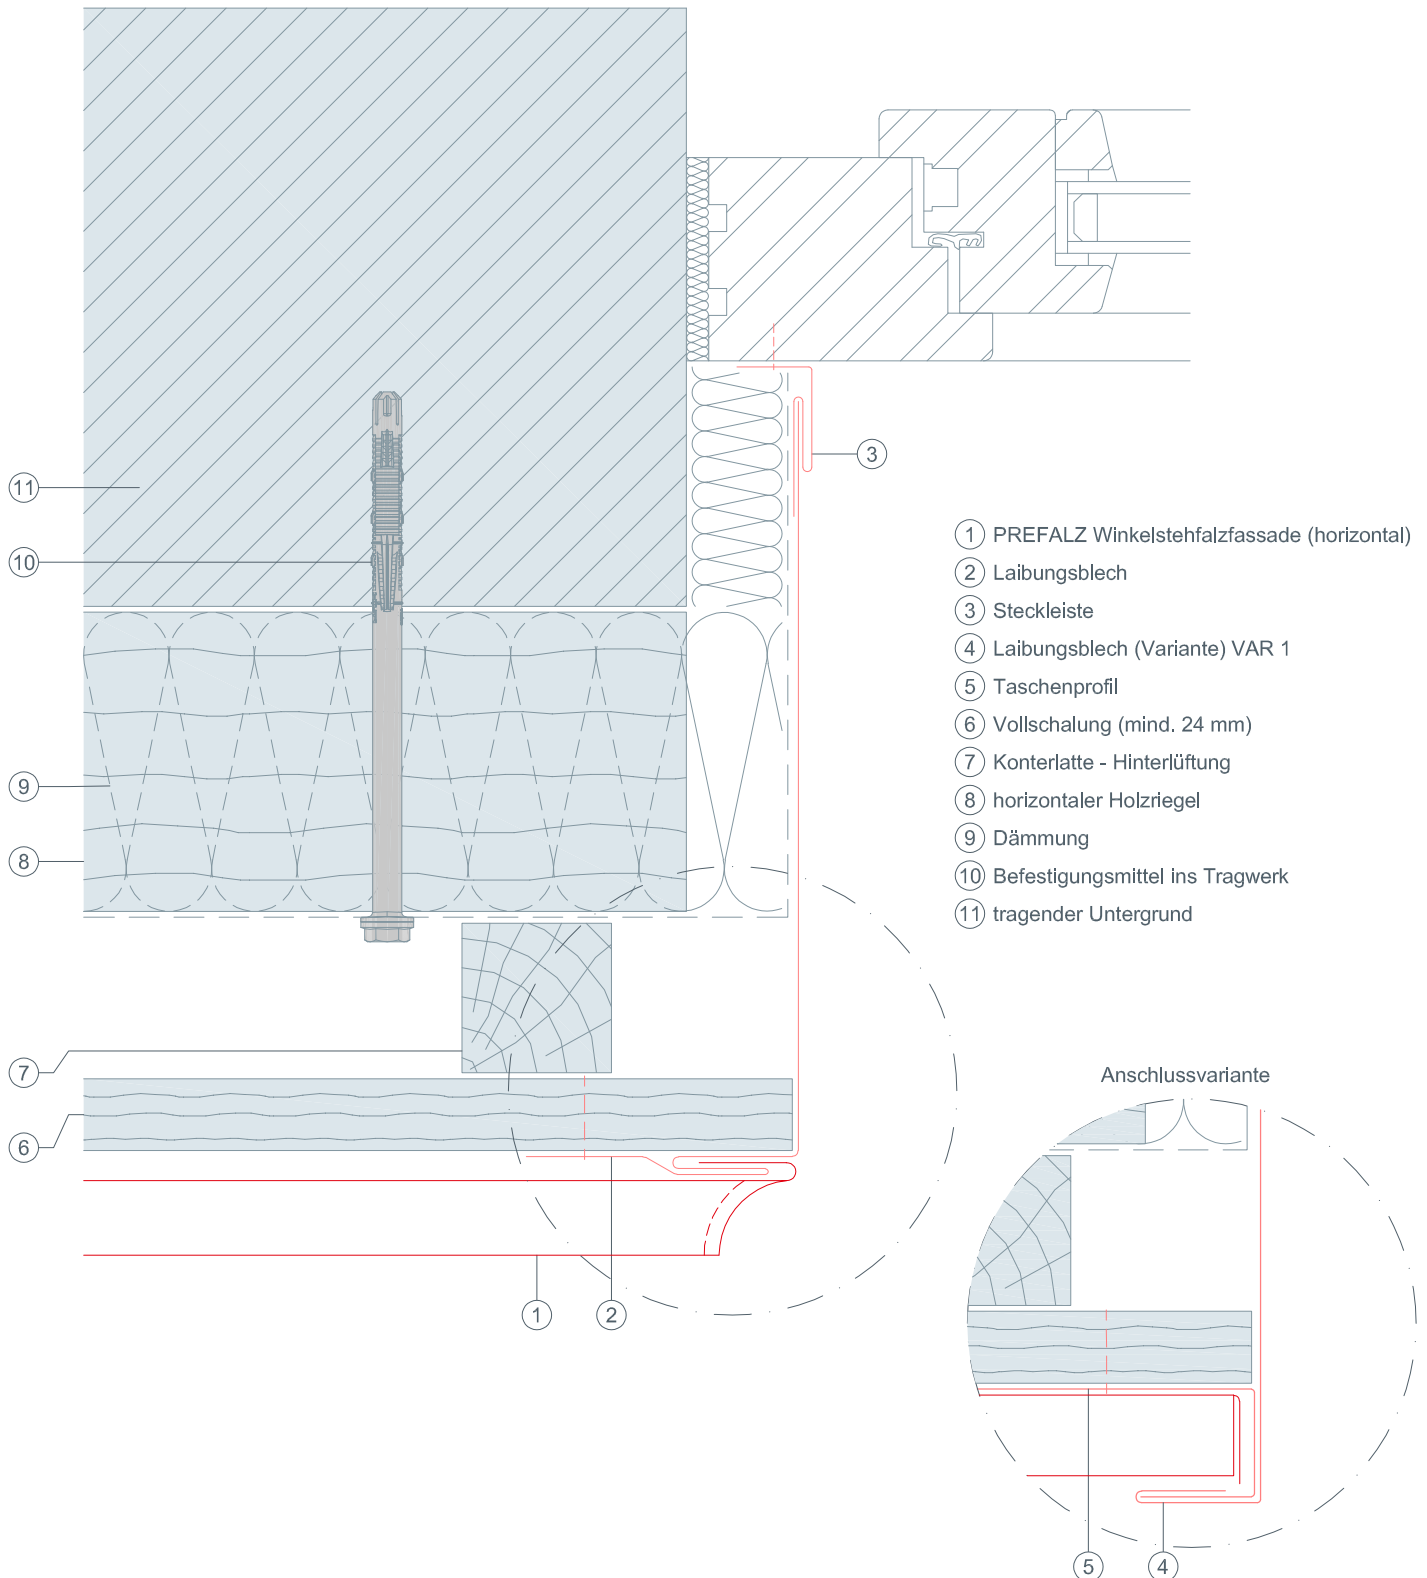 3
11
10
9
8
7
6
1
2
1 PREFALZ Winkelstehfalzfassade (horizontal)
2 Laibungsblech
3 Steckleiste
4 Laibungsblech (Variante) VAR 1
5 Taschenprofil
6 Vollschalung (mind. 24 mm)
7 Konterlatte - Hinterlüftung
8 horizontaler Holzriegel
9 Dämmung
10 Befestigungsmittel ins Tragwerk
11 tragender Untergrund
Anschlussvariante
5
4